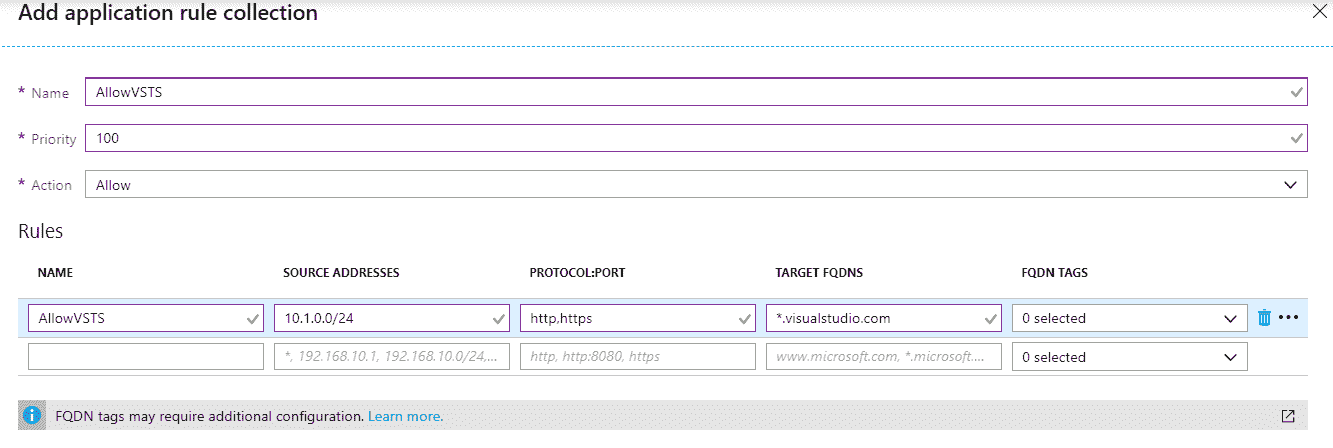 Add application rule collection
* Name AllowVSTS
* Priority 100
* Action Allow
Rules
NAME SOURCE ADDRESSES PROTOCOL:PORT TARGET FQDNS FQDN TAGS
AllowVSTS 10.1.0.0/24 http,https *.visualstudio.com 0 selected
*, 192.168.10.1, 192.168.10.0/24,... http, http:8080, https www.microsoft.com, *.microsoft.... 0 selected
FQDN tags may require additional configuration. Learn more.